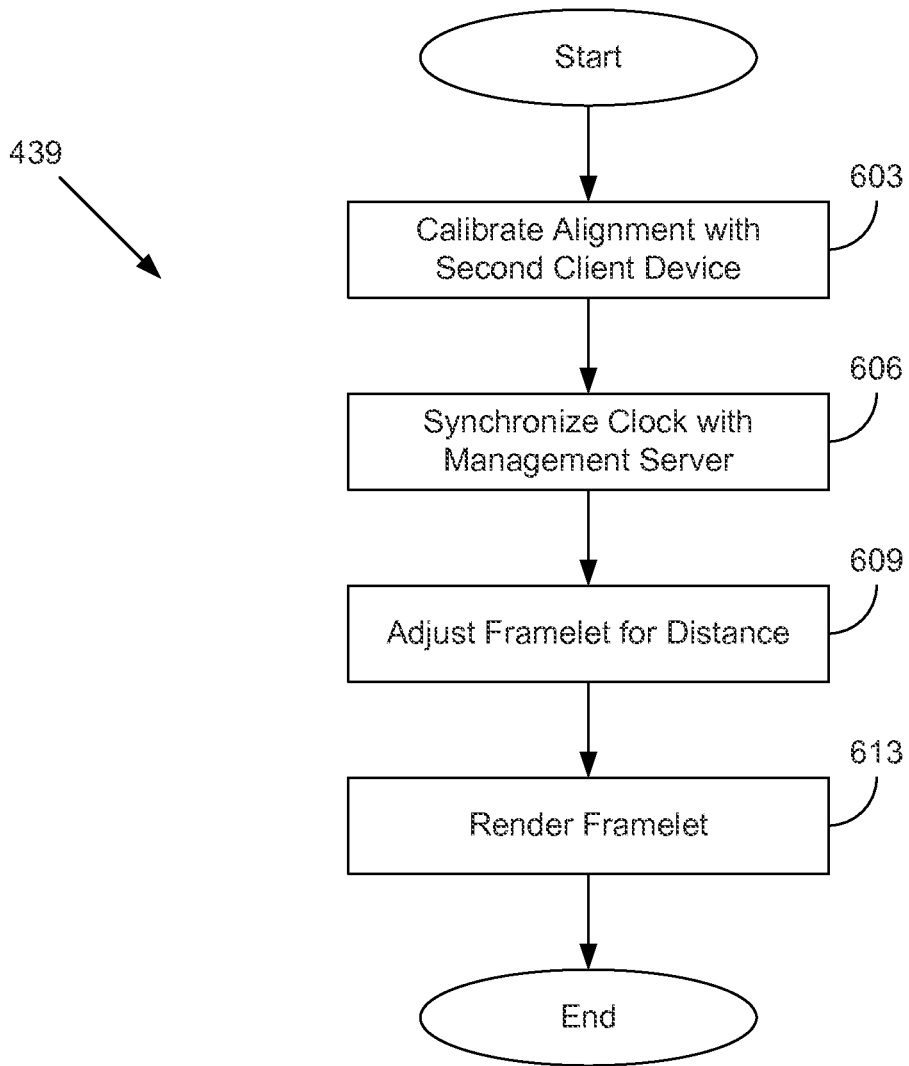 Start
439
603
Calibrate Alignment with
Second Client Device
606
Synchronize Clock with
Management Server
609
Adjust Framelet for Distance
613
Render Framelet
End